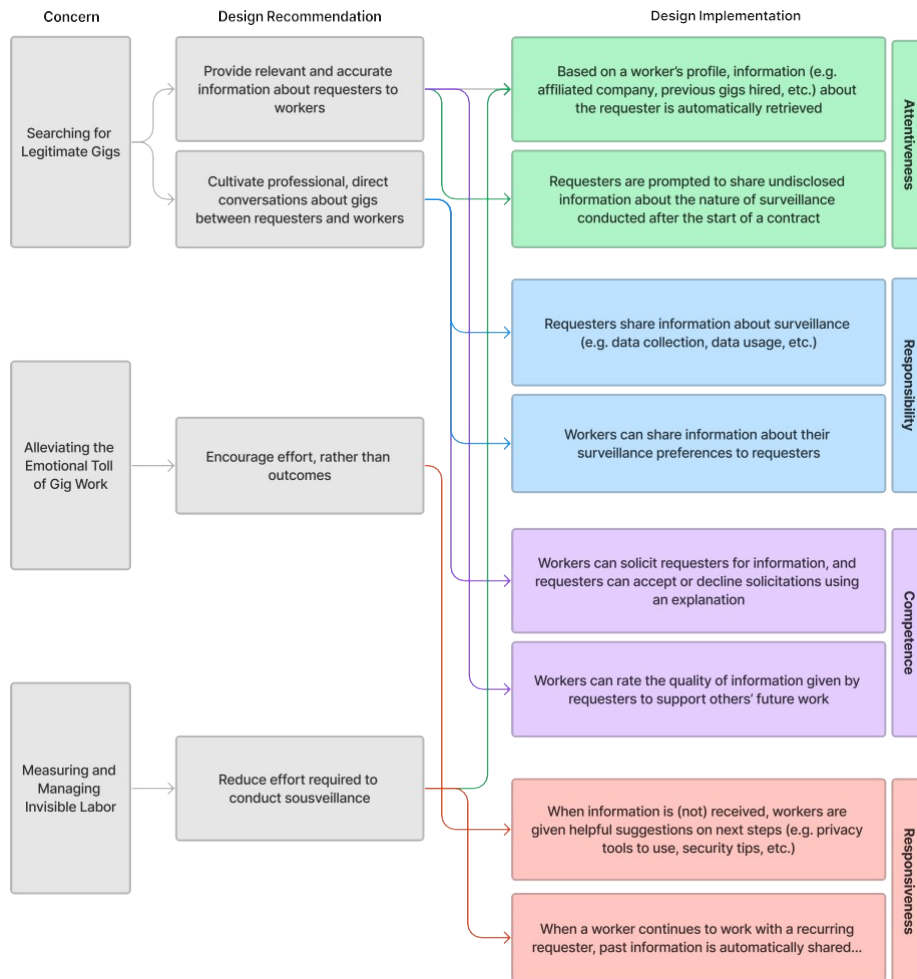 Concern
Design Recommendation
Design Implementation
Searching for
Legitimate Gigs
Provide relevant and accurate
information about requesters to
workers
Cultivate professional, direct
conversations about gigs
between requesters and workers
Based on a worker's profile, information (e.g.
affiliated company, previous gigs hired, etc.) about
the requester is automatically retrieved
Requesters are prompted to share undisclosed
information about the nature of surveillance
conducted after the start of a contract
Attentiveness
Requesters share information about surveillance
(e.g. data collection, data usage, etc.)
Workers can share information about their
surveillance preferences to requesters
Responsibility
Alleviating the
Emotional Toll
of Gig Work
Encourage effort, rather than
outcomes
Workers can solicit requesters for information, and
requesters can accept or decline solicitations using
an explanation
Workers can rate the quality of information given by
requesters to support others' future work
Competence
Measuring and
Managing
Invisible Labor
Reduce effort required to
conduct sousveillance
When information is (not) received, workers are
given helpful suggestions on next steps (e.g. privacy
tools to use, security tips, etc.)
When a worker continues to work with a recurring
requester, past information is automatically shared...
Responsiveness